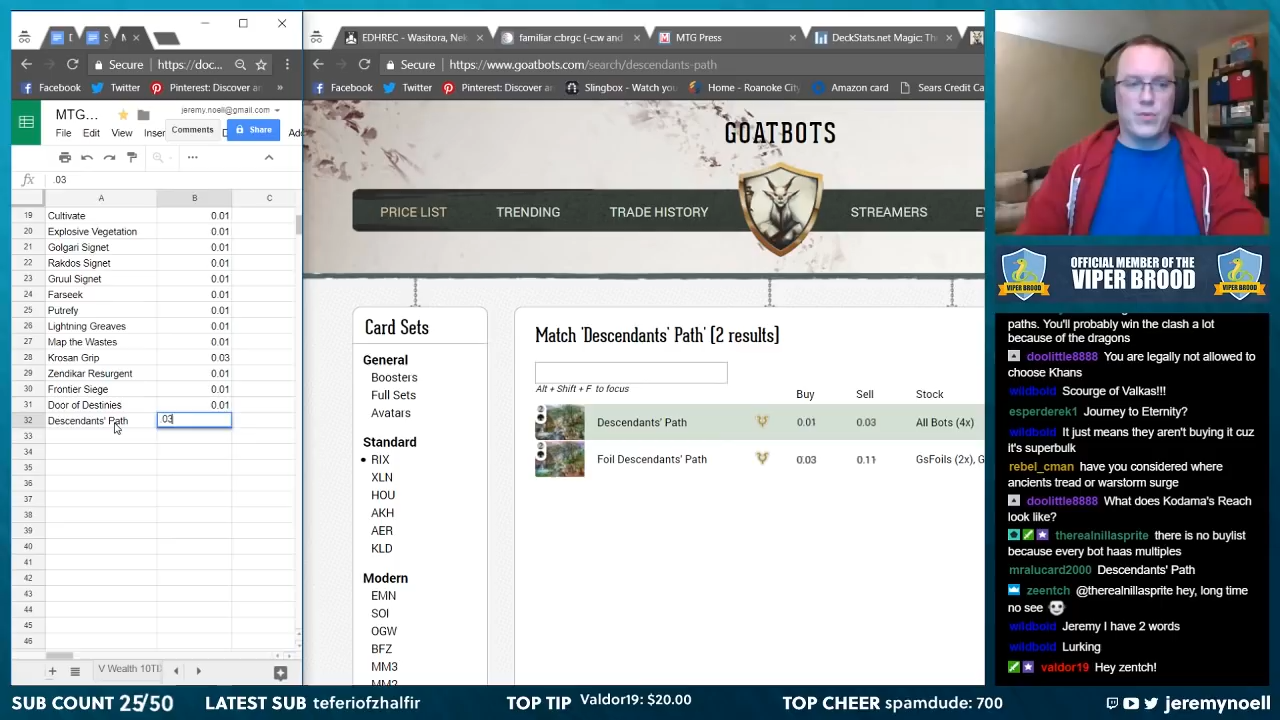 Secure
https://doc...
Facebook
Twitter
Pinterest: Discover a
»
MTG...
jeremy.noell@gmail.com
File
Edit
View
Inser
Comments
Share
Ad
fx
.03
A
B
C
19 Cultivate 0.01
20 Explosive Vegetation 0.01
21 Golgari Signet 0.01
22 Rakdos Signet 0.01
23 Gruul Signet 0.01
24 Farseek 0.01
25 Putrefy 0.01
26 Lightning Greaves 0.01
27 Map the Wastes 0.01
28 Krosan Grip 0.03
29 Zendikar Resurgent 0.01
30 Frontier Siege 0.01
31 Door of Destinies 0.01
32 Descendants' Path .03
33
34
35
36
37
38
39
40
41
42
43
44
45
46
V Wealth 10TI
EDHREC - Wasitora, Nek
familiar c:brgc (-c:w and
MTG Press
DeckStats.net Magic: The
Secure
https://www.goatbots.com/search/descendants-path
Facebook
Twitter
Pinterest: Discover a
Slingbox - Watch you
Home - Roanoke City
Amazon card
Sears Credit Ca
GOATBOTS
PRICE LIST
TRENDING
TRADE HISTORY
STREAMERS
Card Sets
General
Boosters
Full Sets
Avatars
Standard
• RIX
XLN
HOU
AKH
AER
KLD
Modern
EMN
SOI
OGW
BFZ
MM3
MM2
Match 'Descendants' Path' (2 results)
Alt + Shift + F to focus
Buy Sell Stock
Descendants' Path 0.01 0.03 All Bots (4x)
Foil Descendants' Path 0.03 0.11 GsFoils (2x), G
OFFICIAL MEMBER OF THE
VIPER BROOD
paths. You'll probably win the clash a lot
because of the dragons
doolittle8888 You are legally not allowed to
choose Khans
wildbold Scourge of Valkas!!!
esperderek1 Journey to Eternity?
wildbold It just means they aren't buying it cuz
it's superbulk
rebel_cman have you considered where
ancients tread or warstorm surge
doolittle8888 What does Kodama's Reach
look like?
therealnillasprite there is no buylist
because every bot haas multiples
mralucard2000 Descendants' Path
zeentch @therealnillasprite hey, long time
no see
wildbold Jeremy I have 2 words
wildbold Lurking
valdor19 Hey zentch!
SUB COUNT 25/50
LATEST SUB teferiofzhalfir
TOP TIP Valdor19: $20.00
TOP CHEER spamdude: 700
jeremynoell